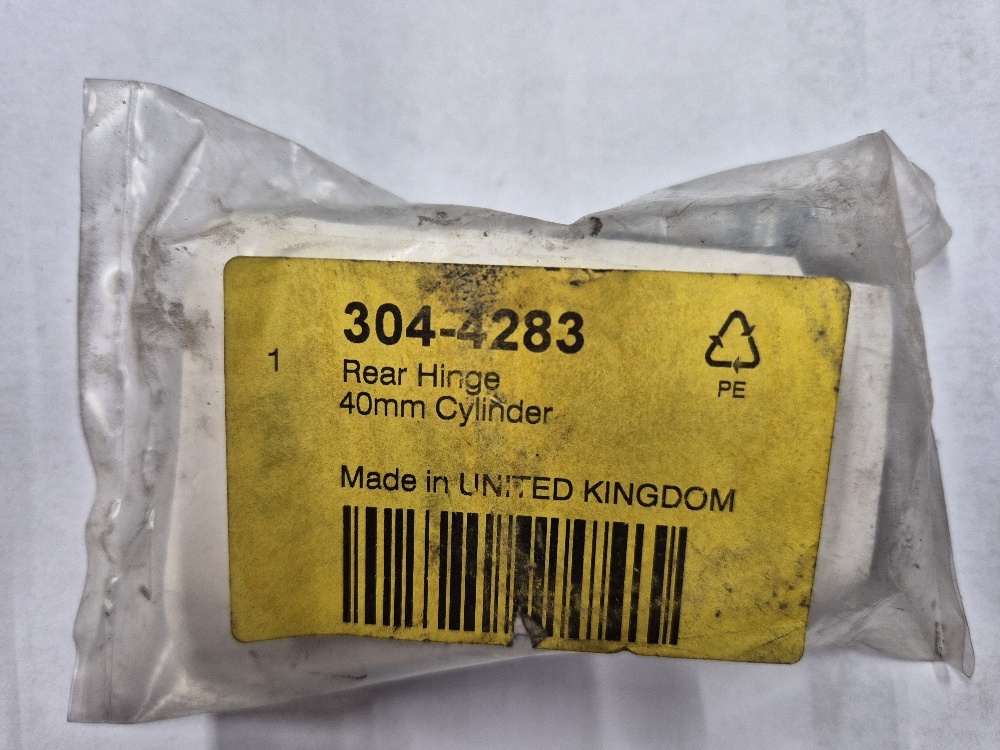 1
304-4283
Rear Hinge
40mm Cylinder
PE
Made in UNITED KINGDOM